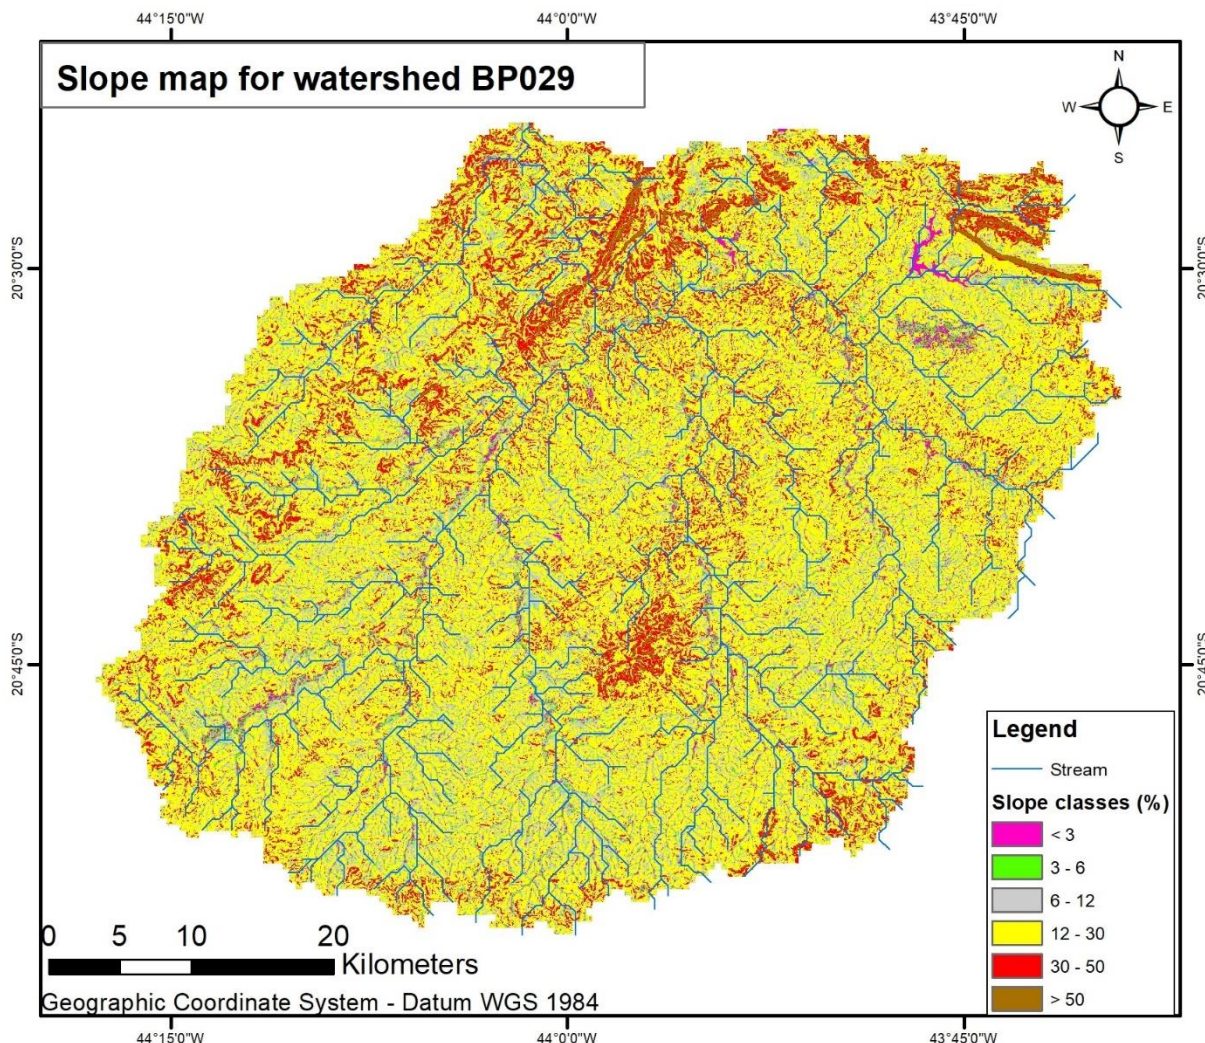 44°15'0"W 44°0'0"W 43°45'0"W
Slope map for watershed BP029
N
W E
S
20°30'0"S 20°30'0"S
20°45'0"S 20°45'0"S
Legend
Stream
Slope classes (%)
< 3
3 - 6
6 - 12
12 - 30
30 - 50
> 50
0 5 10 20
Kilometers
Geographic Coordinate System - Datum WGS 1984
44°15'0"W 44°0'0"W 43°45'0"W